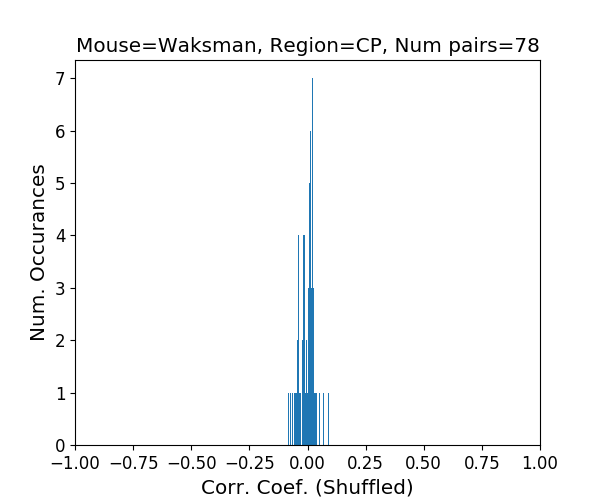 Mouse=Waksman, Region=CP, Num pairs=78
7
6
5
4
3
2
1
0
Num. Occurances
−1.00 −0.75 −0.50 −0.25 0.00 0.25 0.50 0.75 1.00
Corr. Coef. (Shuffled)